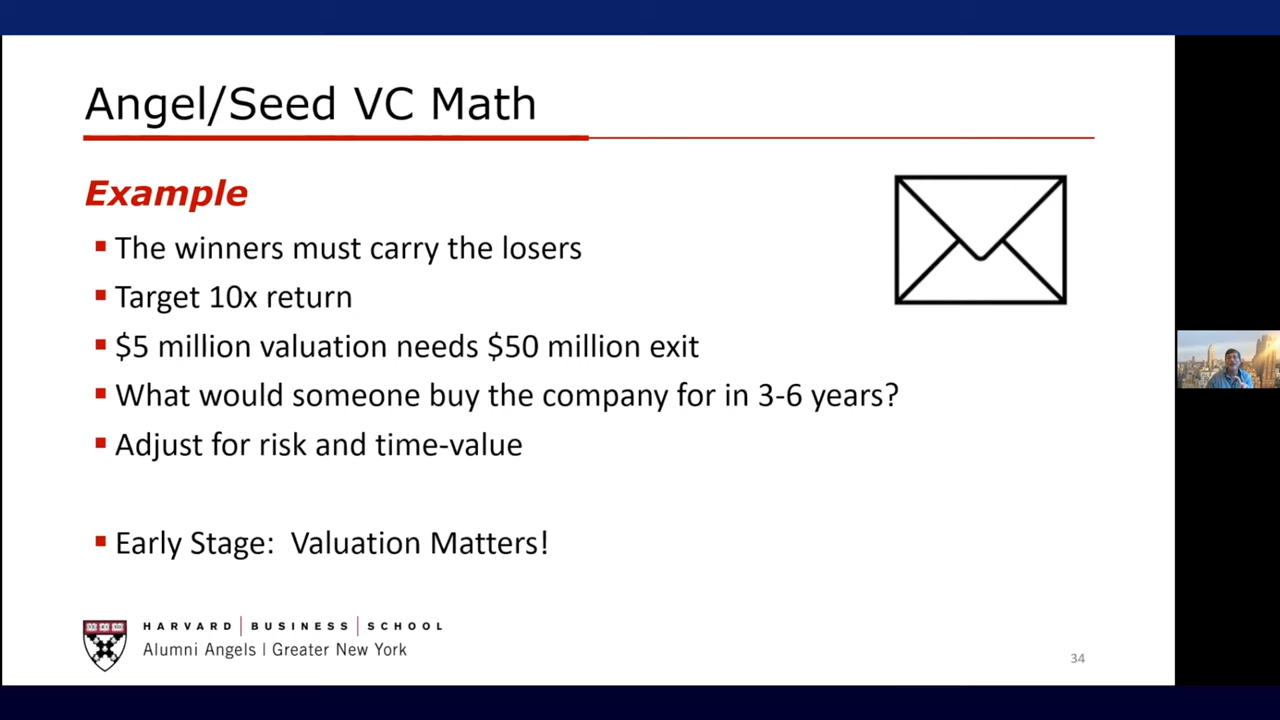 Angel/Seed VC Math
Example
The winners must carry the losers
Target 10x return
$5 million valuation needs $50 million exit
What would someone buy the company for in 3-6 years?
Adjust for risk and time-value
Early Stage:  Valuation Matters!
HARVARD | BUSINESS | SCHOOL
Alumni Angels | Greater New York
34